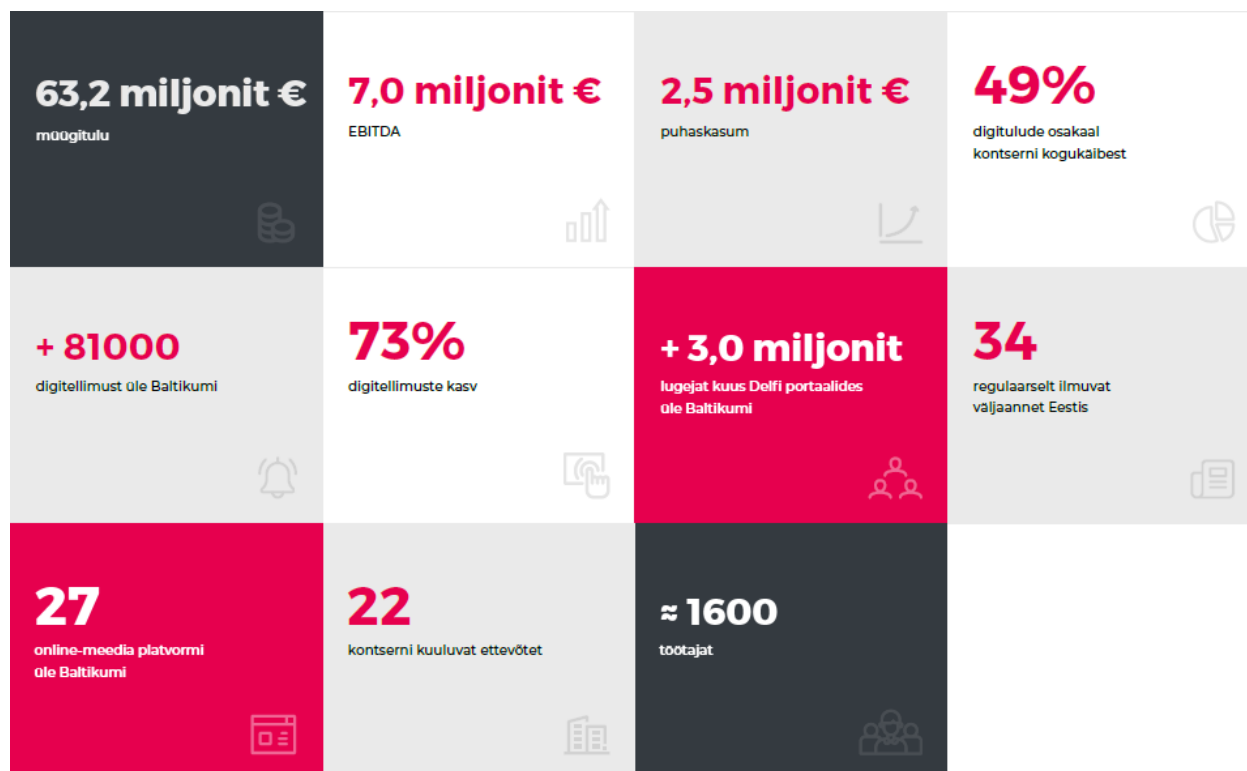 63,2 miljonit €
müügitulu
7,0 miljonit €
EBITDA
2,5 miljonit €
puhaskasum
49%
digitulude osakaal
kontserni kogukäibest
+ 81000
digitellimust üle Baltikumi
73%
digitellimuste kasv
+ 3,0 miljonit
lugejat kuus Delfi portaalides
üle Baltikumi
34
regulaarselt ilmuvat
väljaannet Eestis
27
online-meedia platvormi
üle Baltikumi
22
kontserni kuuluvat ettevõtet
≈ 1600
töötajat